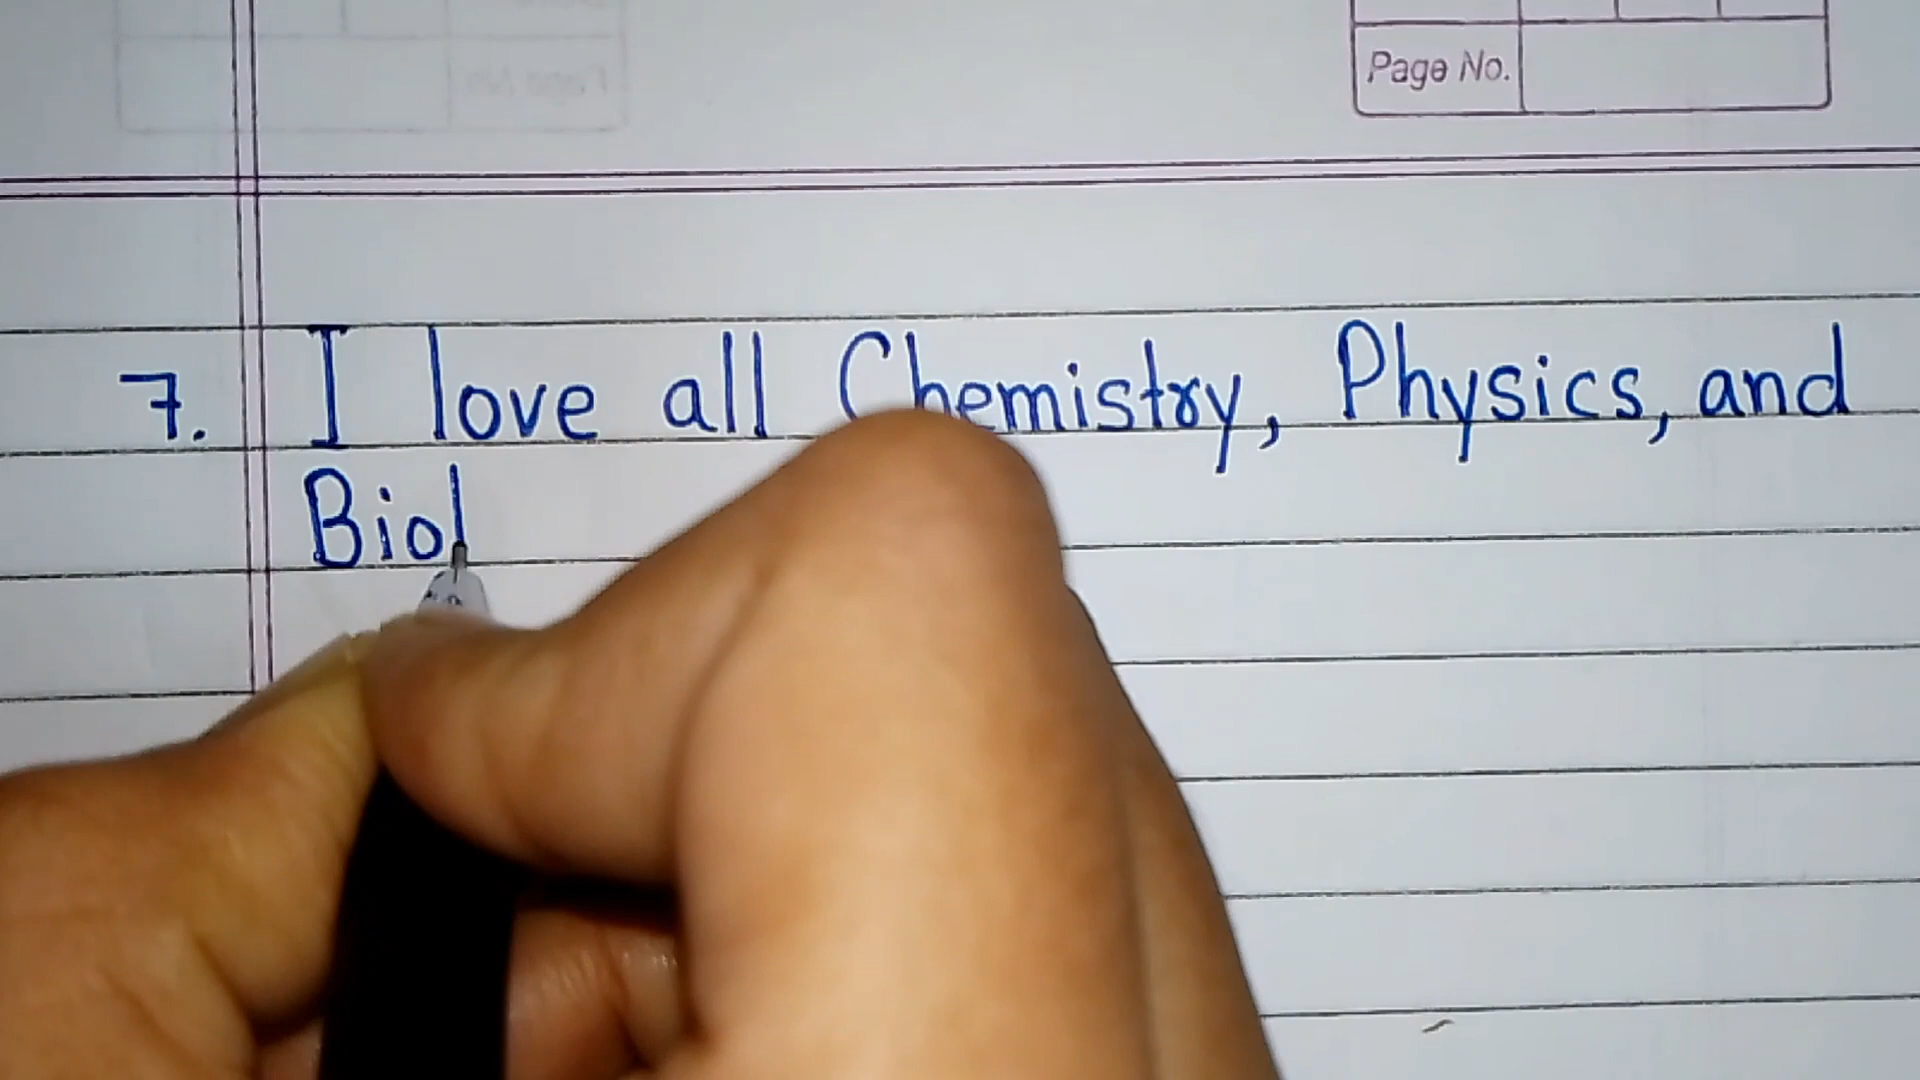 Page No.
7. I love all Chemistry, Physics, and
Biol